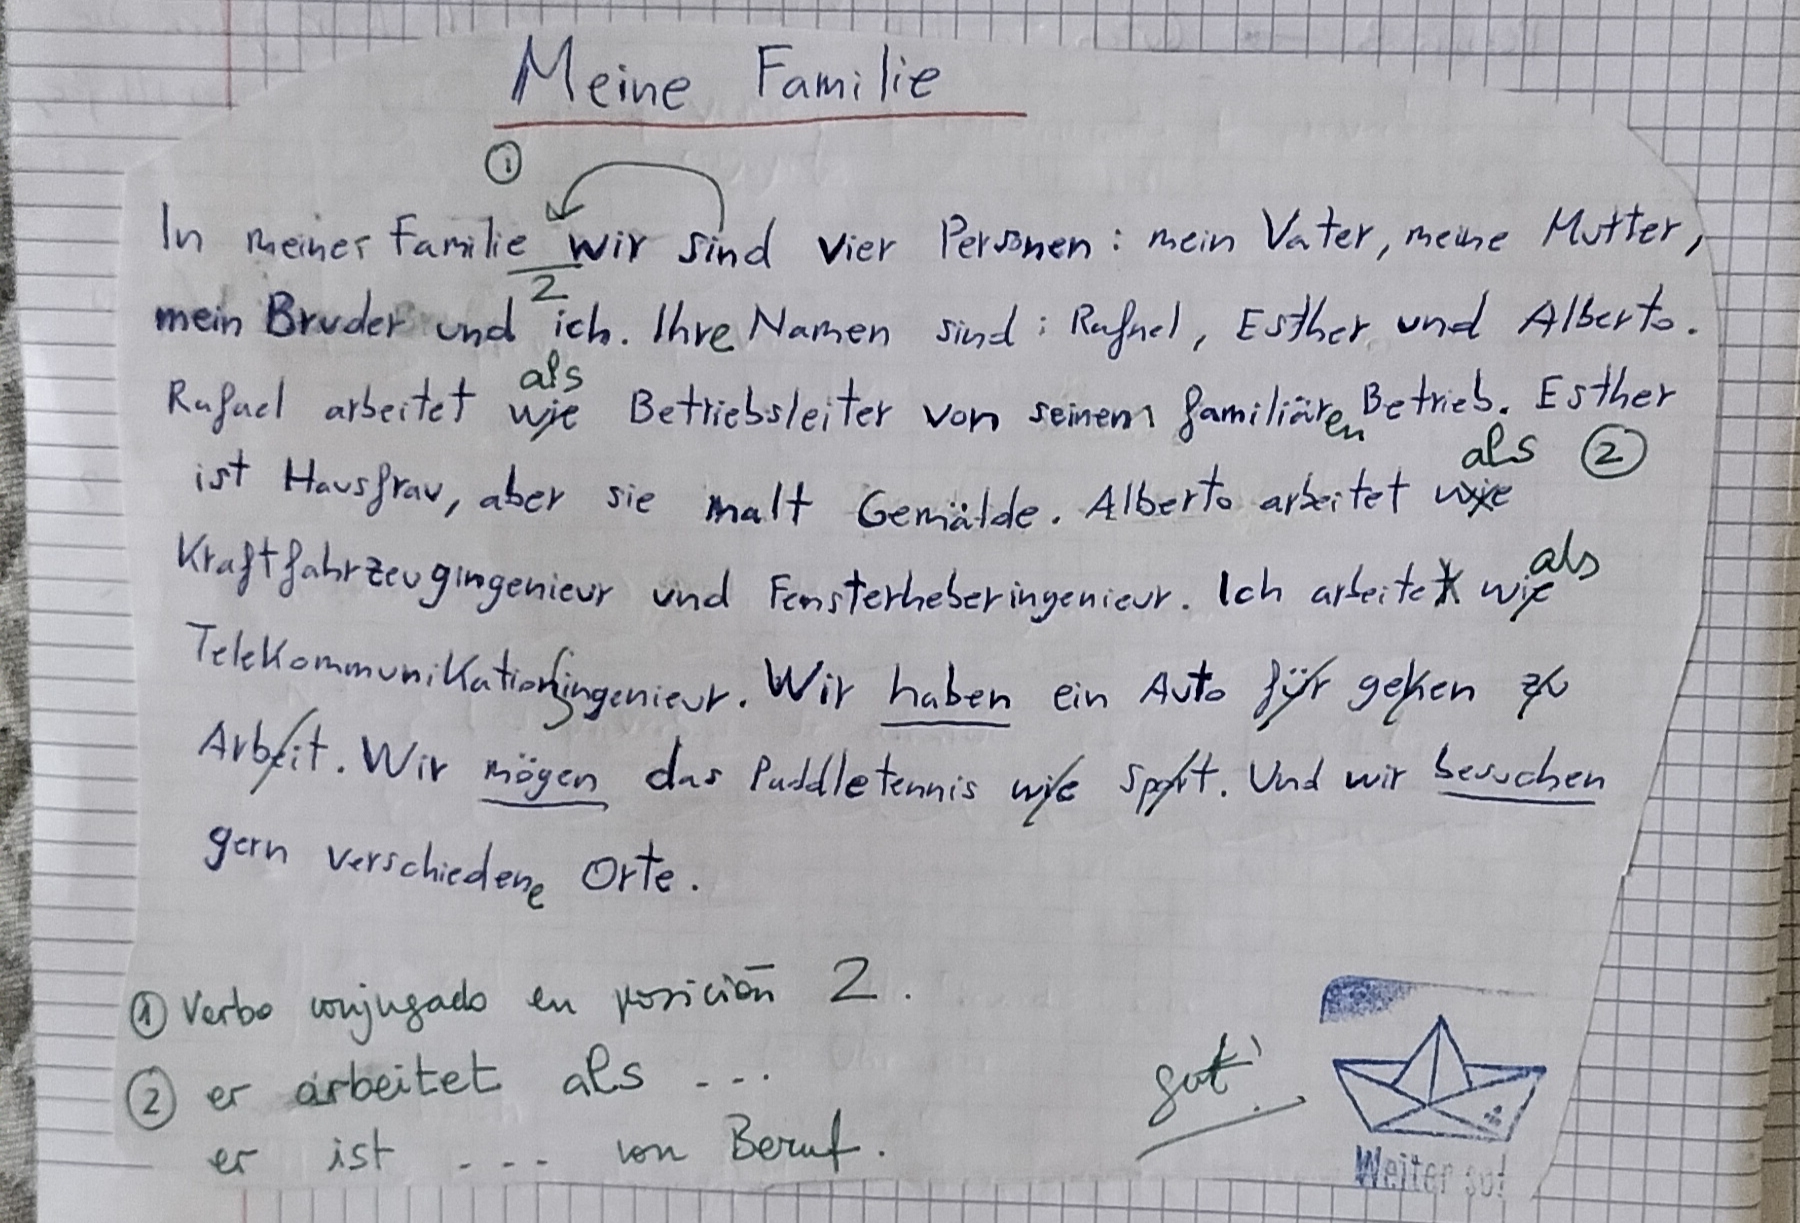 Meine Familie
①
In meiner Familie wir sind vier Personen: mein Vater, meine Mutter,
2
mein Bruder und ich. Ihre Namen sind: Rafael, Esther und Alberto.
als
Rafael arbeitet wie Betriebsleiter von seinem familiären Betrieb. Esther
als ②
ist Hausfrau, aber sie malt Gemälde. Alberto arbeitet wie
als
Kraftfahrzeugingenieur und Fensterheberingenieur. Ich arbeitet wie
Telekommunikationsingenieur. Wir haben ein Auto für gehen zu
Arbeit. Wir mögen das Paddletennis wie Sport. Und wir besuchen
gern verschiedene Orte.
① Verbo conjugado en posición 2.
② er arbeitet als ...
er ist ... von Beruf.
gut!
Weiter so!